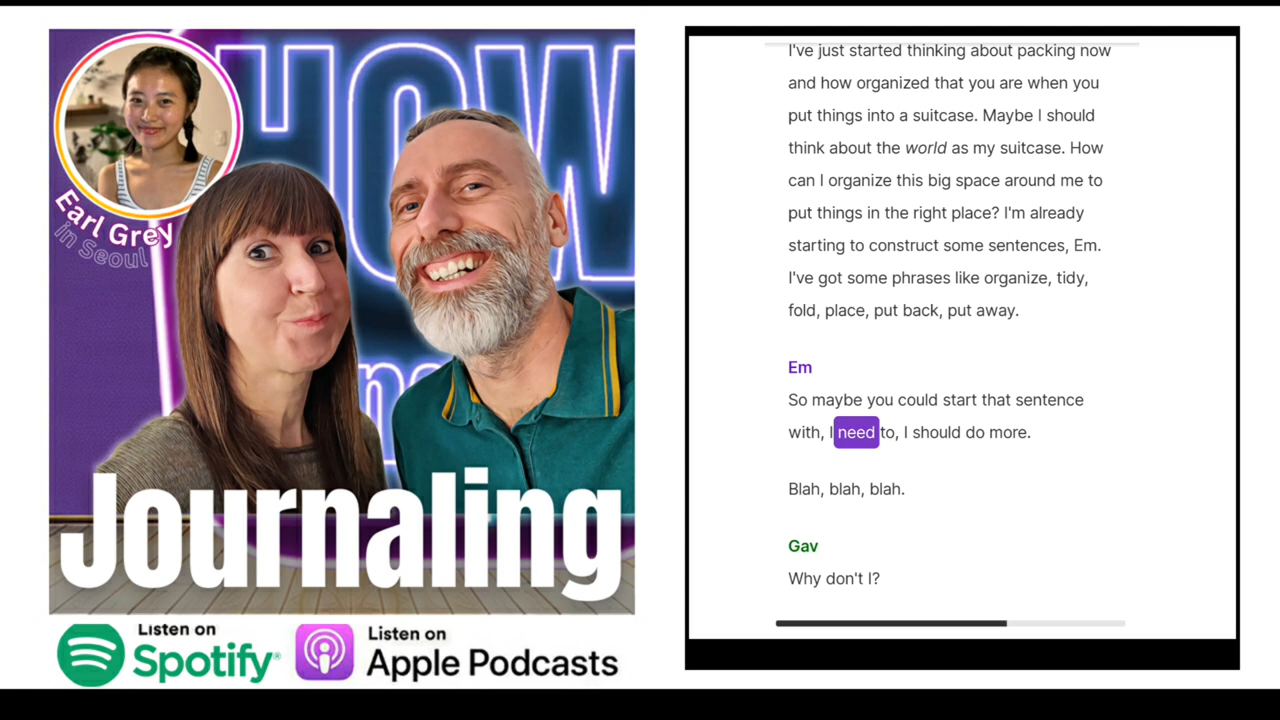 Earl Grey
in Seoul
HOW
Journaling
Listen on
Spotify
Listen on
Apple Podcasts
I've just started thinking about packing now
and how organized that you are when you
put things into a suitcase. Maybe I should
think about the world as my suitcase. How
can I organize this big space around me to
put things in the right place? I'm already
starting to construct some sentences, Em.
I've got some phrases like organize, tidy,
fold, place, put back, put away.
Em
So maybe you could start that sentence
with, I need to, I should do more.
Blah, blah, blah.
Gav
Why don't I?